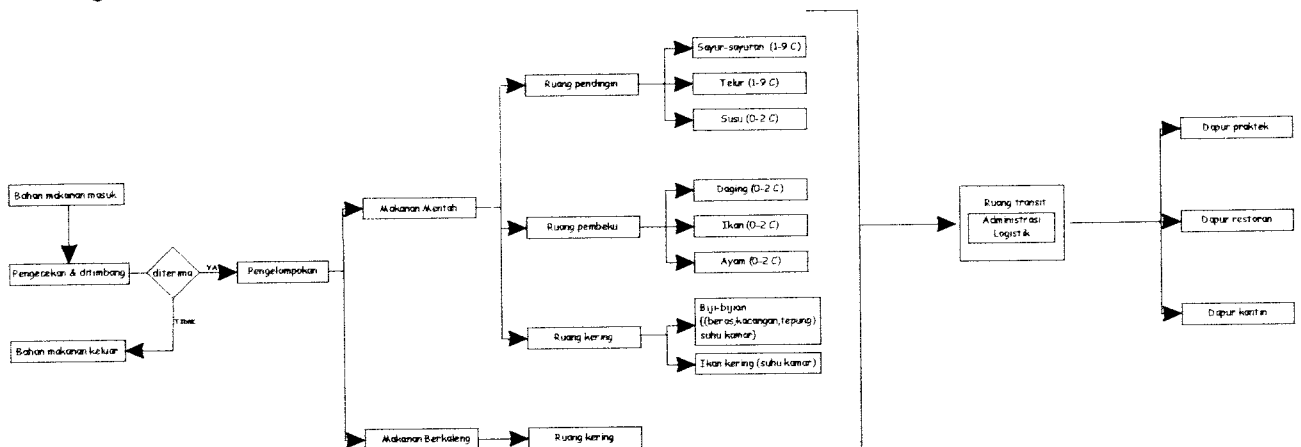 Bahan makanan masuk
Pengecekan & ditimbang
diterima
YA
TIDAK
Bahan makanan keluar
Pengelompokan
Makanan Mentah
Makanan Berkaleng
Ruang pendingin
Ruang pembeku
Ruang kering
Ruang kering
Sayur-sayuran (1-9 C)
Telur (1-9 C)
Susu (0-2 C)
Daging (0-2 C)
Ikan (0-2 C)
Ayam (0-2 C)
Biji-bijian
{(beras,kacangan,tepung)
suhu kamar}
Ikan kering (suhu kamar)
Ruang transit
Administrasi
Logistik
Dapur praktek
Dapur restoran
Dapur kantin